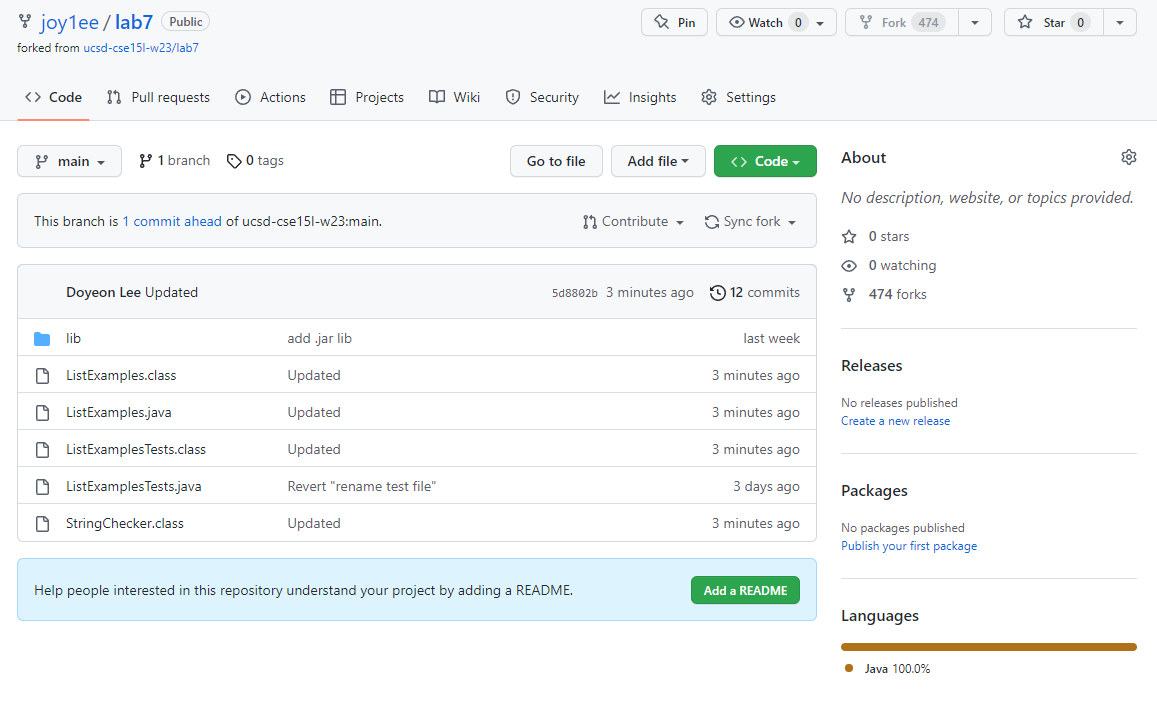 joy1ee / lab7 Public
Pin Watch 0 Fork 474 Star 0
forked from ucsd-cse15l-w23/lab7
Code Pull requests Actions Projects Wiki Security Insights Settings
main 1 branch 0 tags Go to file Add file Code
This branch is 1 commit ahead of ucsd-cse15l-w23:main. Contribute Sync fork
Doyeon Lee Updated 5d8802b 3 minutes ago 12 commits
lib add .jar lib last week
ListExamples.class Updated 3 minutes ago
ListExamples.java Updated 3 minutes ago
ListExamplesTests.class Updated 3 minutes ago
ListExamplesTests.java Revert "rename test file" 3 days ago
StringChecker.class Updated 3 minutes ago
Help people interested in this repository understand your project by adding a README. Add a README
About
No description, website, or topics provided.
0 stars
0 watching
474 forks
Releases
No releases published
Create a new release
Packages
No packages published
Publish your first package
Languages
Java 100.0%